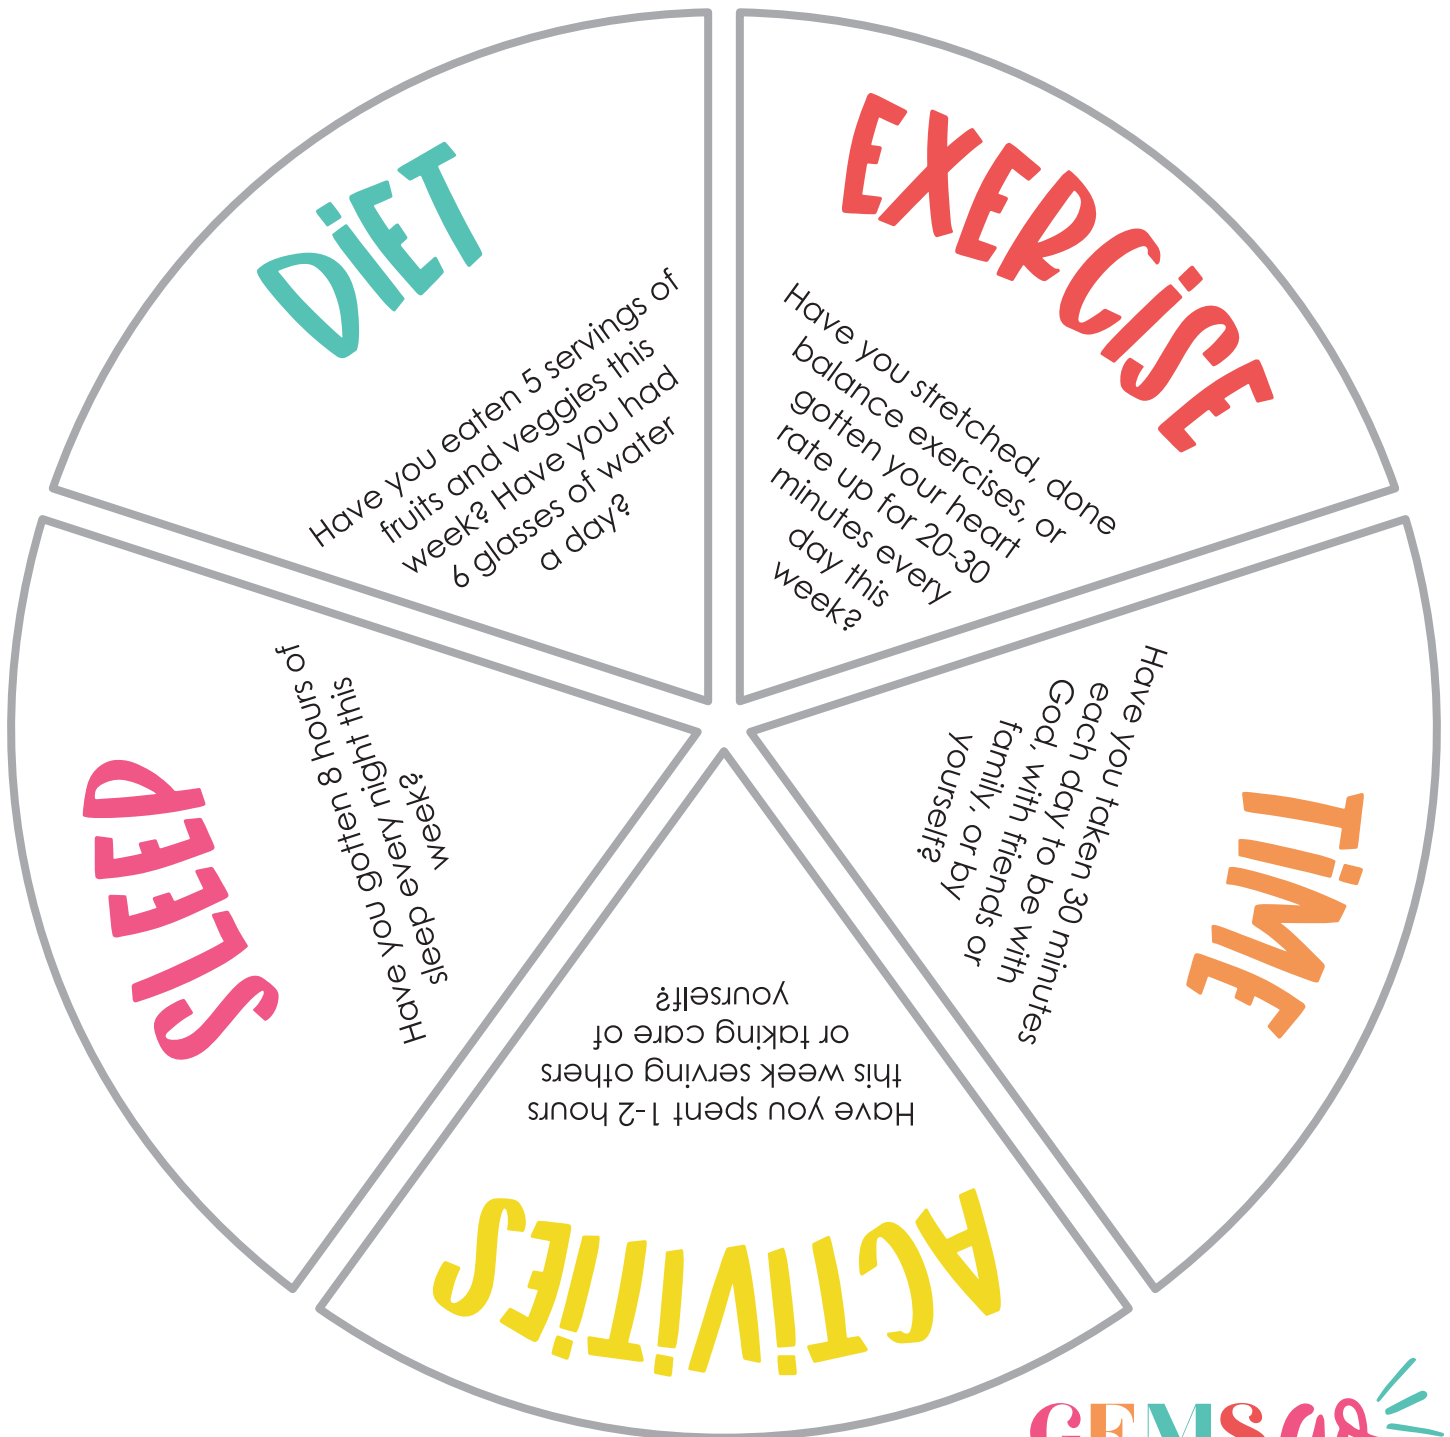 DiET
Have you eaten 5 servings of
fruits and veggies this
week? Have you had
6 glasses of water
a day?
EXERCiSE
Have you stretched, done
balance exercises, or
gotten your heart
rate up for 20-30
minutes every
day this
week?
TiME
Have you taken 30 minutes
each day to be with
God, with friends or
family, or by
yourself?
ACTiViTiES
Have you spent 1-2 hours
this week serving others
or taking care of
yourself?
SLEEP
Have you gotten 8 hours of
sleep every night this
week?
GEMS